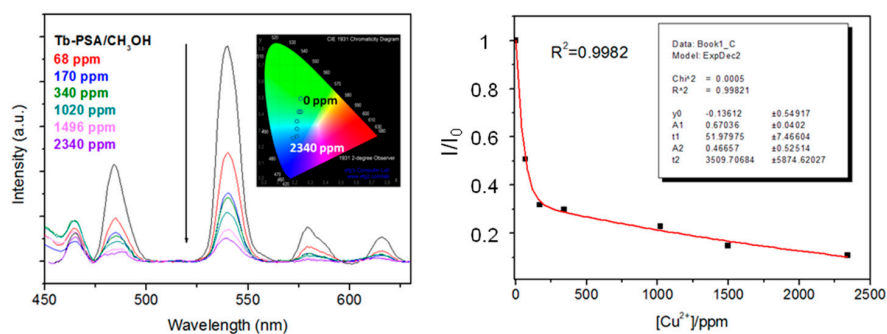 Tb-PSA/CH₃OH
68 ppm
170 ppm
340 ppm
1020 ppm
1496 ppm
2340 ppm
CIE 1931 Chromaticity Diagram
0 ppm
2340 ppm
1931 2-degree Observer
Intensity (a.u.)
450 500 550 600
Wavelength (nm)
R²=0.9982
Data: Book1_C
Model: ExpDec2
Chi^2 = 0.0005
R^2 = 0.99821
y0 -0.13612 ±0.54917
A1 0.67036 ±0.0402
t1 51.97975 ±7.46604
A2 0.46657 ±0.52514
t2 3509.70684 ±5874.62027
I/I₀
1
0.8
0.6
0.4
0.2
0 500 1000 1500 2000 2500
[Cu²⁺]/ppm